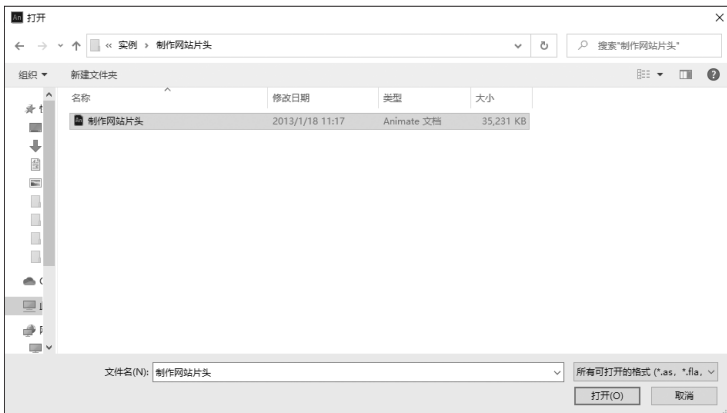 An 打开
« 实例 › 制作网站片头 搜索"制作网站片头"
组织 新建文件夹
名称 修改日期 类型 大小
An 制作网站片头 2013/1/18 11:17 Animate 文档 35,231 KB
文件名(N): 制作网站片头 所有可打开的格式 (*.as, *.fla,
打开(O) 取消